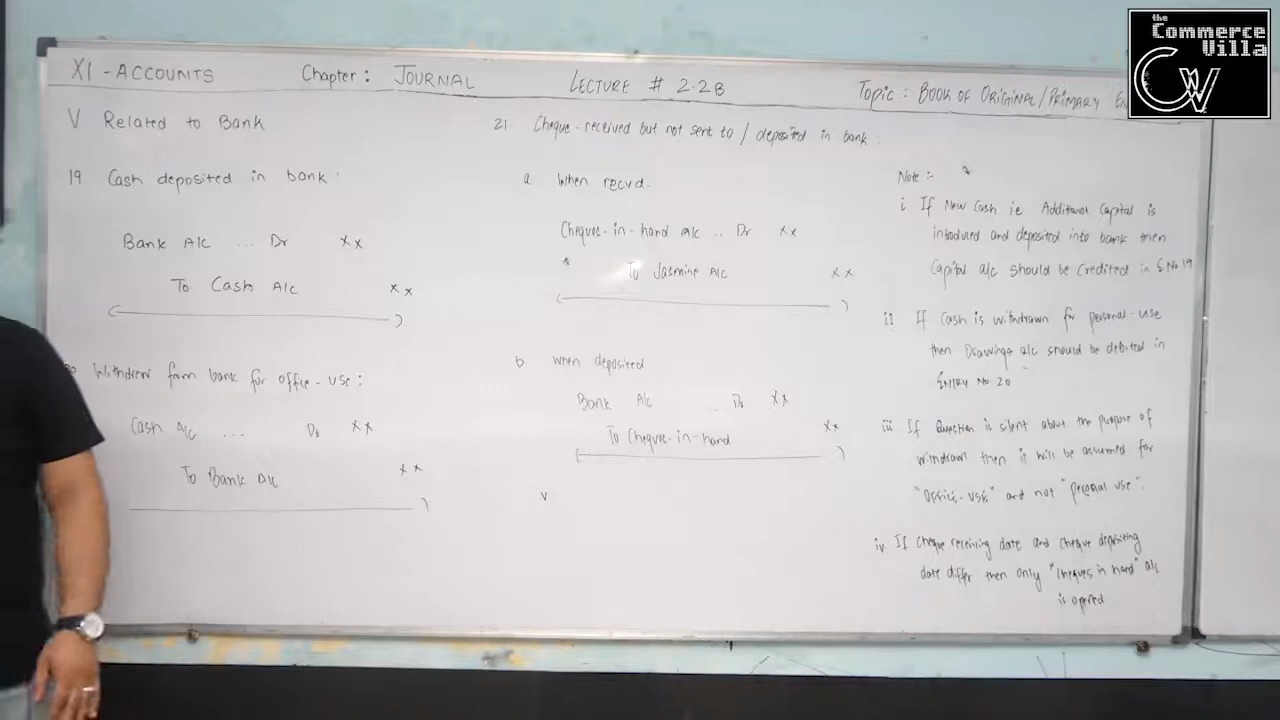 the
Commerce
Villa
CW
XI - ACCOUNTS Chapter : JOURNAL LECTURE # 2.2B Topic : BOOK OF ORIGINAL/PRIMARY
V Related to Bank
19 Cash deposited in bank :
Bank A/c ... Dr xx
To Cash A/c xx
Withdrew from bank for office - use :
Cash A/c ... Dr xx
To Bank A/c xx
21. Cheque - received but not sent to / deposited in bank :
a When recvd.
Cheques - in - hand A/c .. Dr xx
To Jasmine A/c xx
b. when deposited
Bank A/c ... Dr xx
To Cheques - in - hand xx
v
Note :-
i If New Cash ie Additional Capital is
introduced and deposited into bank then
Capital a/c should be Credited in E No. 19
ii If Cash is withdrawn for personal - use
then Drawings a/c should be debited in
ENTRY No 20
iii If Question is silent about the purpose of
withdrawl then it will be assumed for
"Office - use" and not "personal use".
iv If Cheque receiving date and Cheque depositing
date differ then only "Cheques in hand" a/c
is opened